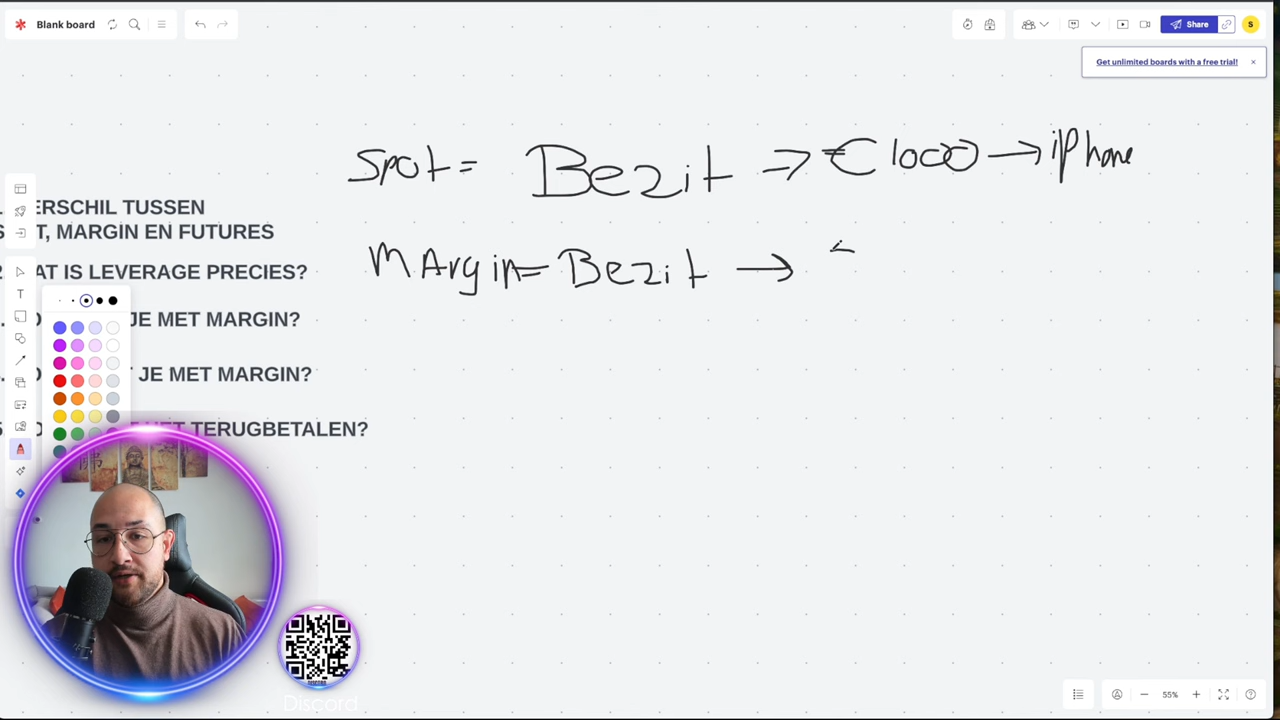 Blank board
Share
S
Get unlimited boards with a free trial!
Spot = Bezit → €1000 → iPhone
MArgin = Bezit →
ERSCHIL TUSSEN
T, MARGIN EN FUTURES
AT IS LEVERAGE PRECIES?
JE MET MARGIN?
T JE MET MARGIN?
TERUGBETALEN?
Discord
55%